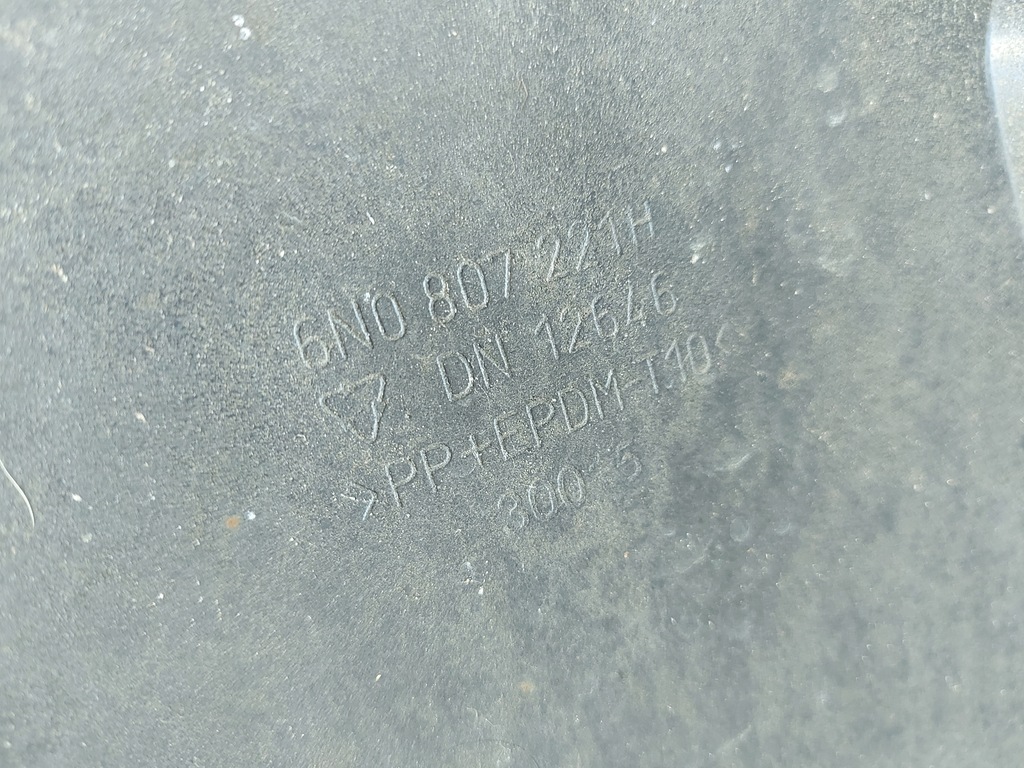 6N0 807 221H
DN 12646
>PP+EPDM-T10<
300 5